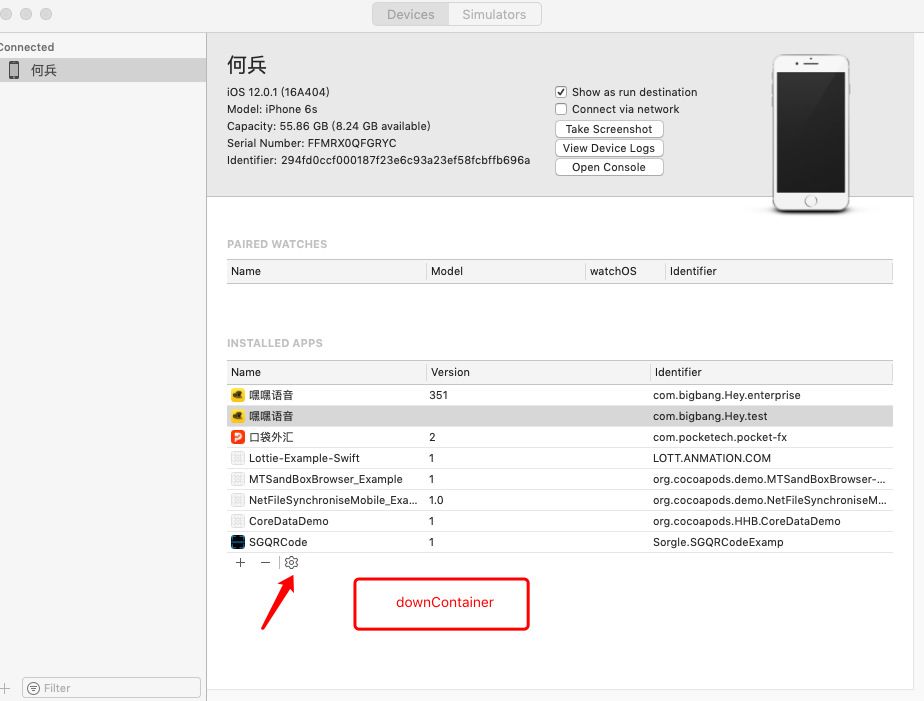 Devices Simulators
Connected
何兵
何兵
iOS 12.0.1 (16A404)
Model: iPhone 6s
Capacity: 55.86 GB (8.24 GB available)
Serial Number: FFMRX0QFGRYC
Identifier: 294fd0ccf000187f23e6c93a23ef58fcbffb696a
Show as run destination
Connect via network
Take Screenshot
View Device Logs
Open Console
PAIRED WATCHES
Name Model watchOS Identifier
INSTALLED APPS
Name Version Identifier
嘿嘿语音 351 com.bigbang.Hey.enterprise
嘿嘿语音 com.bigbang.Hey.test
口袋外汇 2 com.pocketech.pocket-fx
Lottie-Example-Swift 1 LOTT.ANMATION.COM
MTSandBoxBrowser_Example 1 org.cocoapods.demo.MTSandBoxBrowser-...
NetFileSynchroniseMobile_Exa... 1.0 org.cocoapods.demo.NetFileSynchroniseM...
CoreDataDemo 1 org.cocoapods.HHB.CoreDataDemo
SGQRCode 1 Sorgle.SGQRCodeExamp
downContainer
Filter